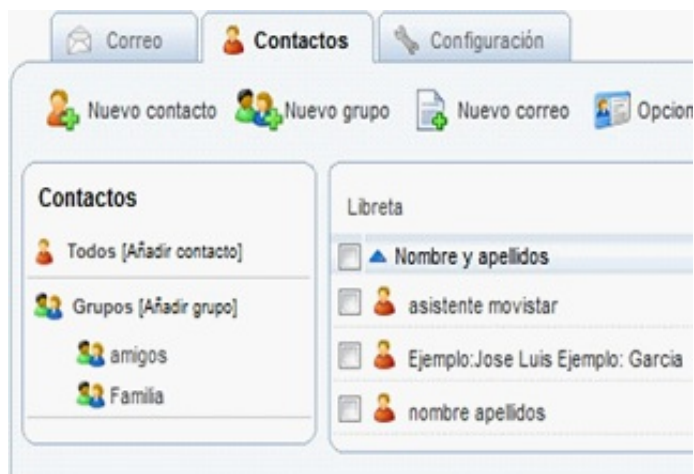 Correo
Contactos
Configuración
Nuevo contacto
Nuevo grupo
Nuevo correo
Opcion
Contactos
Todos [Añadir contacto]
Grupos [Añadir grupo]
amigos
Familia
Libreta
Nombre y apellidos
asistente movistar
Ejemplo:Jose Luis Ejemplo: Garcia
nombre apellidos